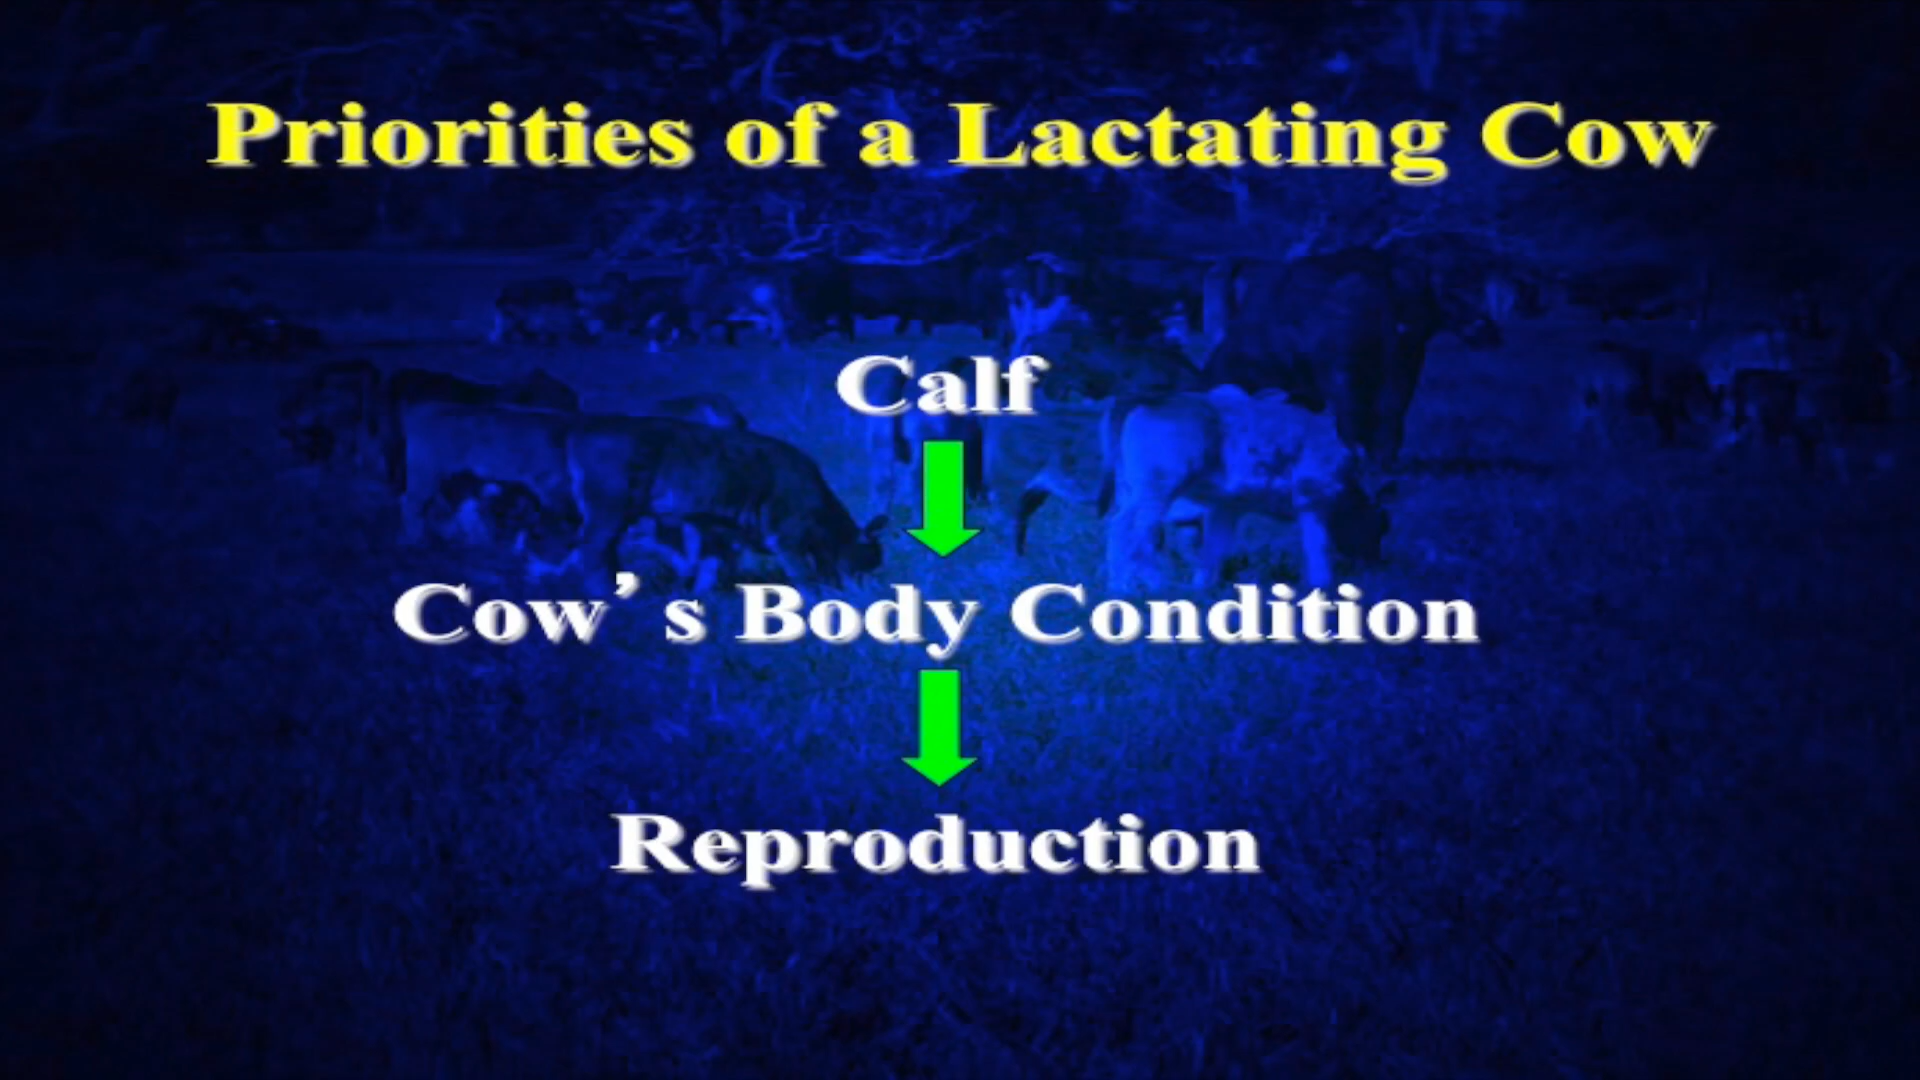 Priorities of a Lactating Cow
Calf
Cow's Body Condition
Reproduction